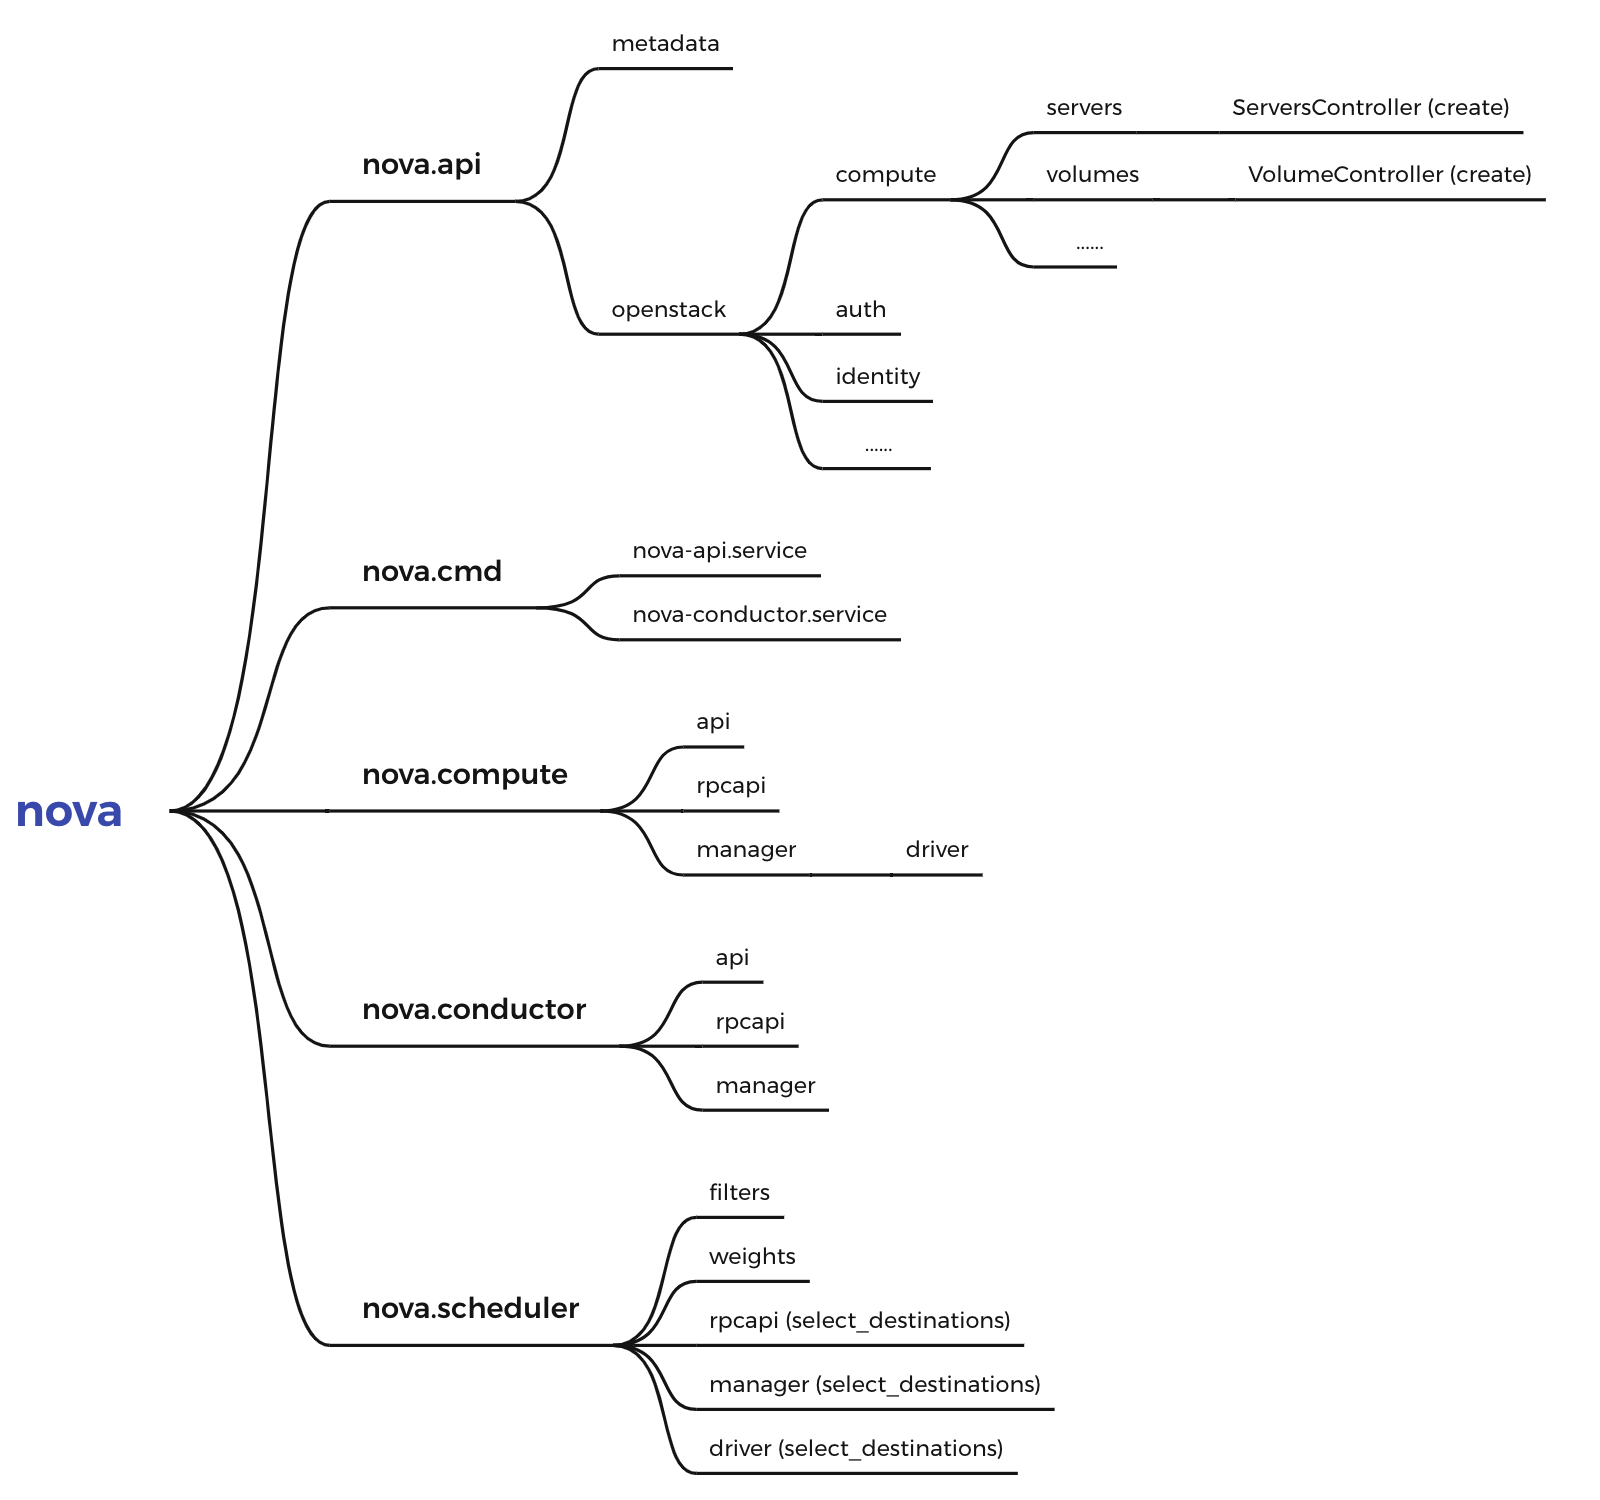 nova
nova.api
metadata
openstack
compute
servers
ServersController (create)
volumes
VolumeController (create)
......
auth
identity
......
nova.cmd
nova-api.service
nova-conductor.service
nova.compute
api
rpcapi
manager
driver
nova.conductor
api
rpcapi
manager
nova.scheduler
filters
weights
rpcapi (select_destinations)
manager (select_destinations)
driver (select_destinations)